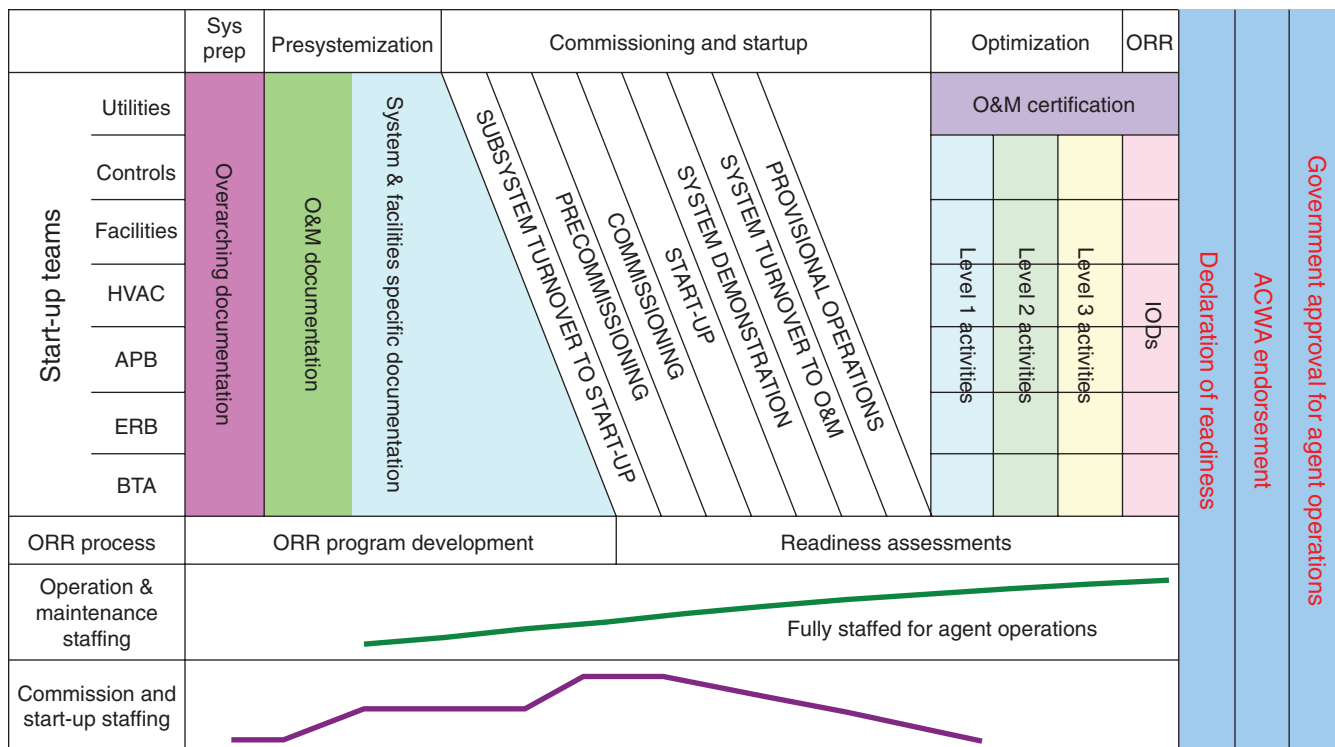 Sys
prep
Presystemization
Commissioning and startup
Optimization
ORR
Start-up teams
Utilities
Controls
Facilities
HVAC
APB
ERB
BTA
Overarching documentation
O&M documentation
System & facilities specific documentation
SUBSYSTEM TURNOVER TO START-UP
PRECOMMISSIONING
COMMISSIONING
START-UP
SYSTEM DEMONSTRATION
SYSTEM TURNOVER TO O&M
PROVISIONAL OPERATIONS
O&M certification
Level 1 activities
Level 2 activities
Level 3 activities
IODs
Declaration of readiness
ACWA endorsement
Government approval for agent operations
ORR process
ORR program development
Readiness assessments
Operation &
maintenance
staffing
Fully staffed for agent operations
Commission and
start-up staffing